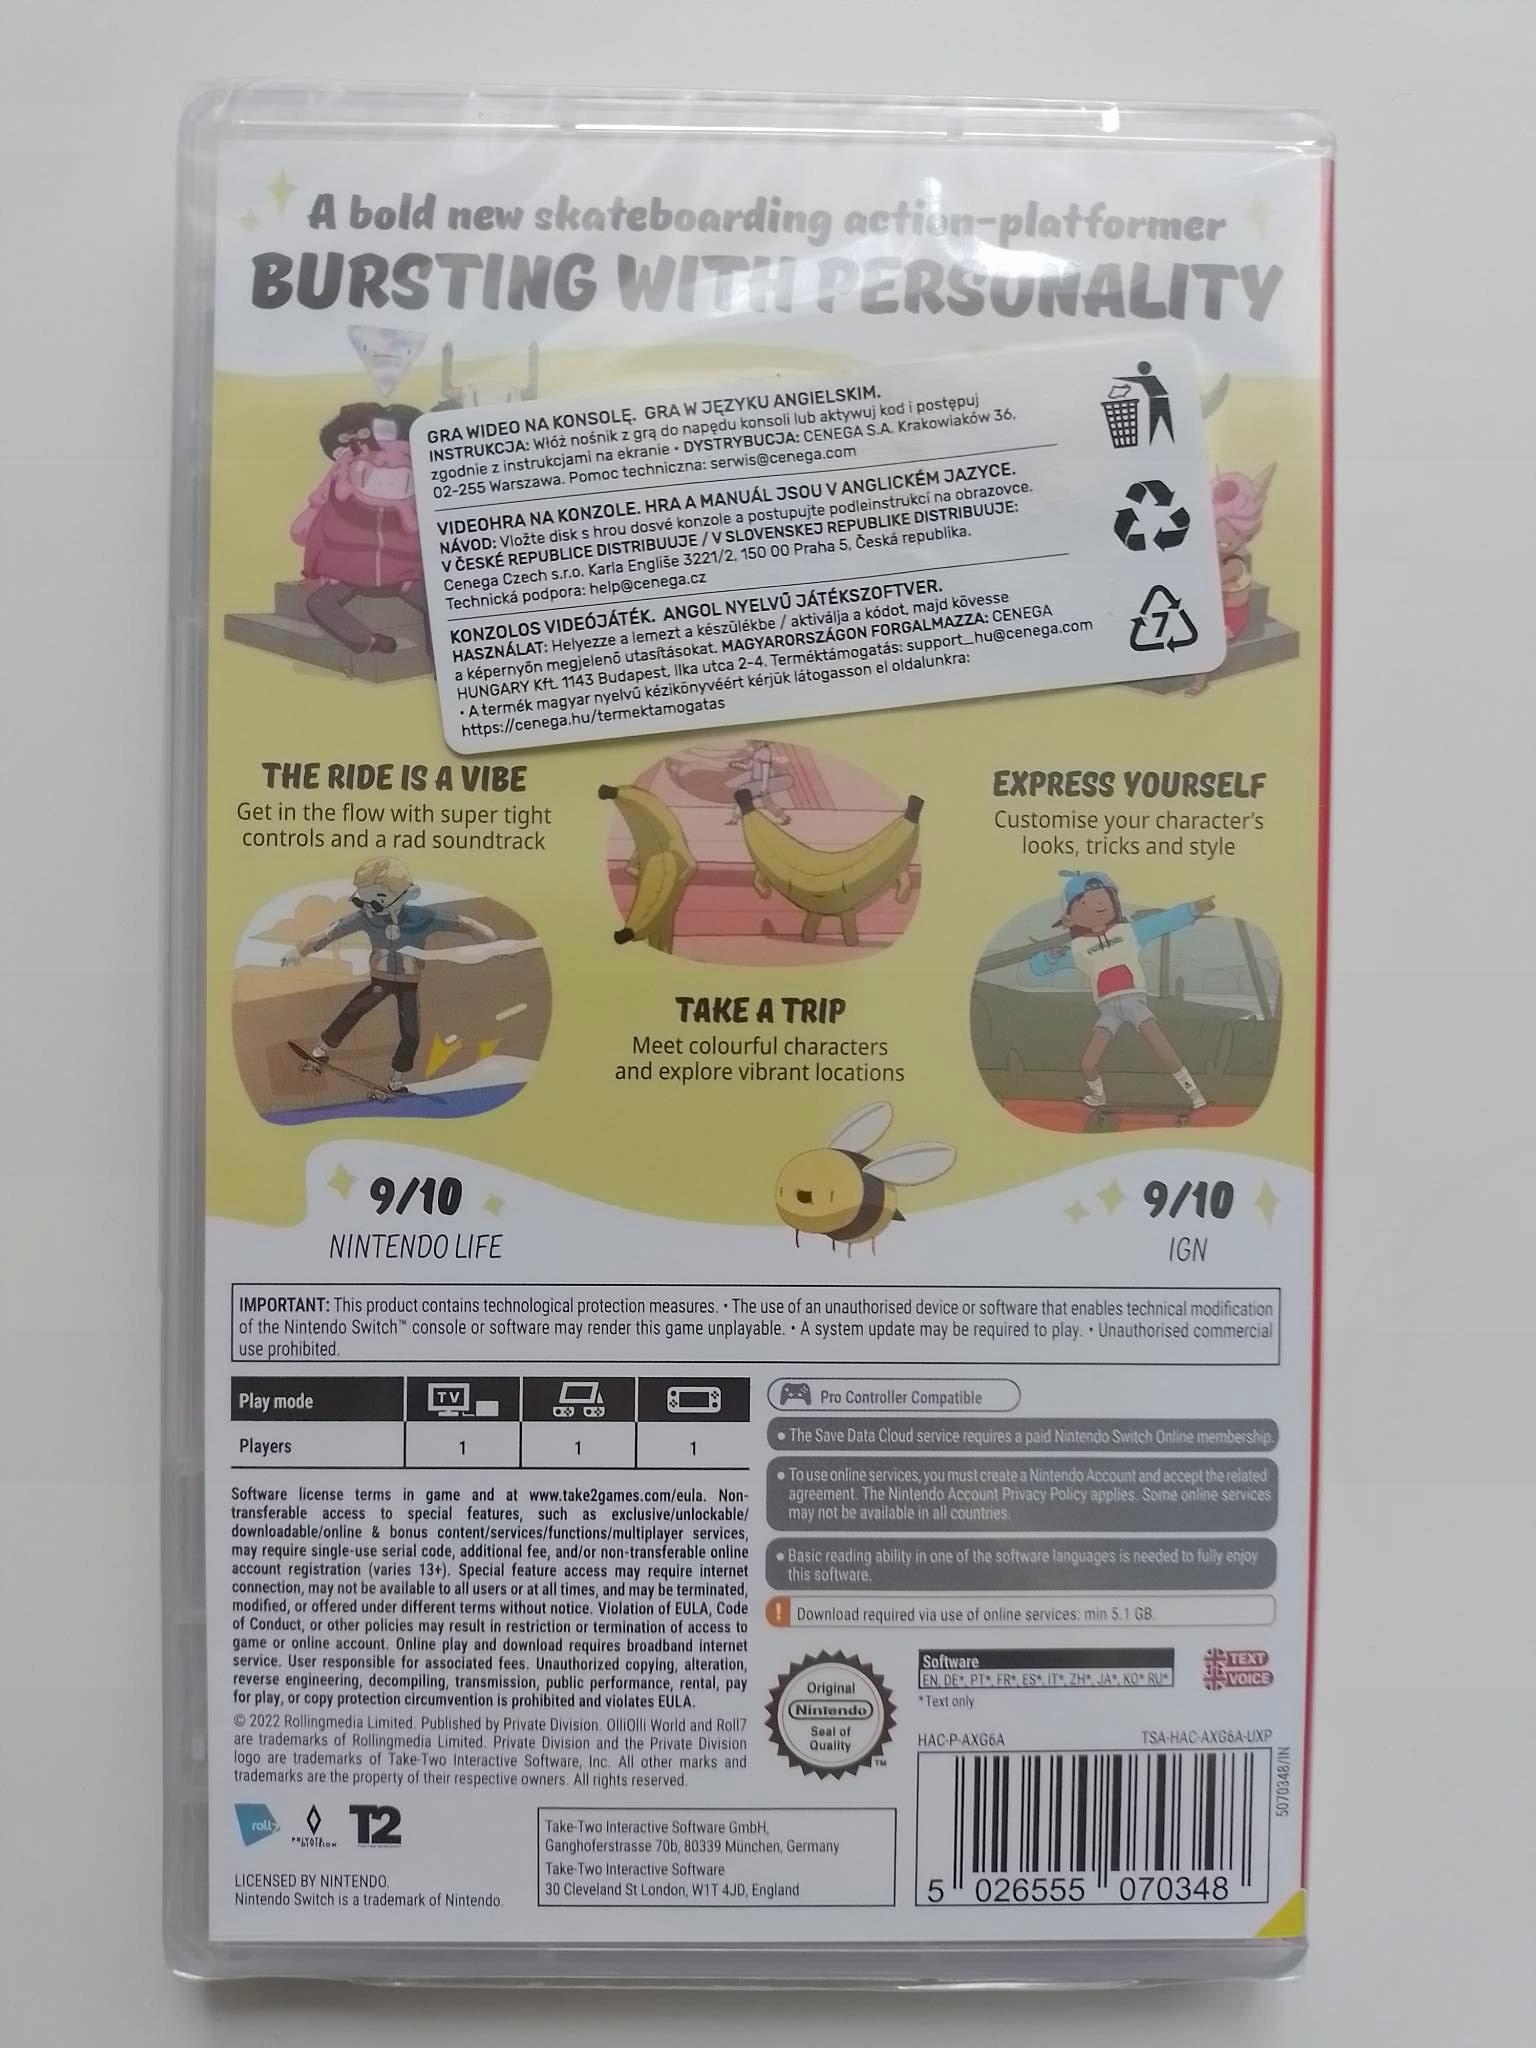 A bold new skateboarding action-platformer
BURSTING WITH PERSONALITY
GRA WIDEO NA KONSOLĘ. GRA W JĘZYKU ANGIELSKIM.
INSTRUKCJA: Włóż nośnik z grą do napędu konsoli lub aktywuj kod i postępuj
zgodnie z instrukcjami na ekranie • DYSTRYBUCJA: CENEGA S.A. Krakowiaków 36,
02-255 Warszawa. Pomoc techniczna: serwis@cenega.com
VIDEOHRA NA KONZOLE. HRA A MANUÁL JSOU V ANGLICKÉM JAZYCE.
NÁVOD: Vložte disk s hrou dosvé konzole a postupujte podleinstrukcí na obrazovce.
V ČESKÉ REPUBLICE DISTRIBUUJE / V SLOVENSKEJ REPUBLIKE DISTRIBUUJE:
Cenega Czech s.r.o. Karla Engliše 3221/2, 150 00 Praha 5, Česká republika.
Technická podpora: help@cenega.cz
KONZOLOS VIDEÓJÁTÉK. ANGOL NYELVŰ JÁTÉKSZOFTVER.
HASZNÁLAT: Helyezze a lemezt a készülékbe / aktiválja a kódot, majd kövesse
a képernyőn megjelenő utasításokat. MAGYARORSZÁGON FORGALMAZZA: CENEGA
HUNGARY Kft. 1143 Budapest, Ilka utca 2-4. Terméktámogatás: support_hu@cenega.com
• A termék magyar nyelvű kézikönyvéért kérjük látogasson el oldalunkra:
https://cenega.hu/termektamogatas
7
THE RIDE IS A VIBE
Get in the flow with super tight
controls and a rad soundtrack
EXPRESS YOURSELF
Customise your character's
looks, tricks and style
TAKE A TRIP
Meet colourful characters
and explore vibrant locations
9/10
NINTENDO LIFE
9/10
IGN
IMPORTANT: This product contains technological protection measures. • The use of an unauthorised device or software that enables technical modification
of the Nintendo Switch™ console or software may render this game unplayable. • A system update may be required to play. • Unauthorised commercial
use prohibited.
Play mode
TV
Players 1 1 1
Pro Controller Compatible
• The Save Data Cloud service requires a paid Nintendo Switch Online membership.
• To use online services, you must create a Nintendo Account and accept the related
agreement. The Nintendo Account Privacy Policy applies. Some online services
may not be available in all countries.
• Basic reading ability in one of the software languages is needed to fully enjoy
this software.
! Download required via use of online services: min 5.1 GB.
Software license terms in game and at www.take2games.com/eula. Non-
transferable access to special features, such as exclusive/unlockable/
downloadable/online & bonus content/services/functions/multiplayer services,
may require single-use serial code, additional fee, and/or non-transferable online
account registration (varies 13+). Special feature access may require internet
connection, may not be available to all users or at all times, and may be terminated,
modified, or offered under different terms without notice. Violation of EULA, Code
of Conduct, or other policies may result in restriction or termination of access to
game or online account. Online play and download requires broadband internet
service. User responsible for associated fees. Unauthorized copying, alteration,
reverse engineering, decompiling, transmission, public performance, rental, pay
for play, or copy protection circumvention is prohibited and violates EULA.
© 2022 Rollingmedia Limited. Published by Private Division. OlliOlli World and Roll7
are trademarks of Rollingmedia Limited. Private Division and the Private Division
logo are trademarks of Take-Two Interactive Software, Inc. All other marks and
trademarks are the property of their respective owners. All rights reserved.
Original
Nintendo
Seal of
Quality
TM
Software
EN, DE*, PT*, FR*, ES*, IT*, ZH*, JA*, KO* RU*
*Text only
TEXT
VOICE
HAC-P-AXG6A
TSA-HAC-AXG6A-UXP
5070348/IN
5 026555 070348
roll7
PRIVATE
DIVISION
T2
Take-Two Interactive Software GmbH,
Ganghoferstrasse 70b, 80339 München, Germany
Take-Two Interactive Software
30 Cleveland St London, W1T 4JD, England
LICENSED BY NINTENDO.
Nintendo Switch is a trademark of Nintendo.